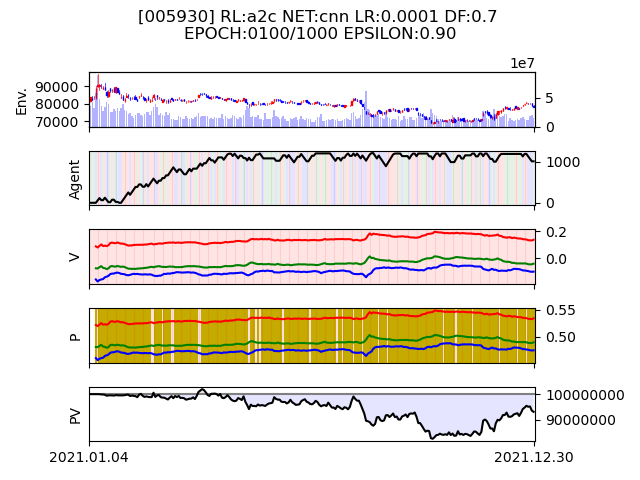 [005930] RL:a2c NET:cnn LR:0.0001 DF:0.7
EPOCH:0100/1000 EPSILON:0.90
1e7
Env.
90000
80000
70000
5
0
Agent
1000
0
V
0.2
0.0
P
0.55
0.50
PV
100000000
90000000
2021.01.04
2021.12.30